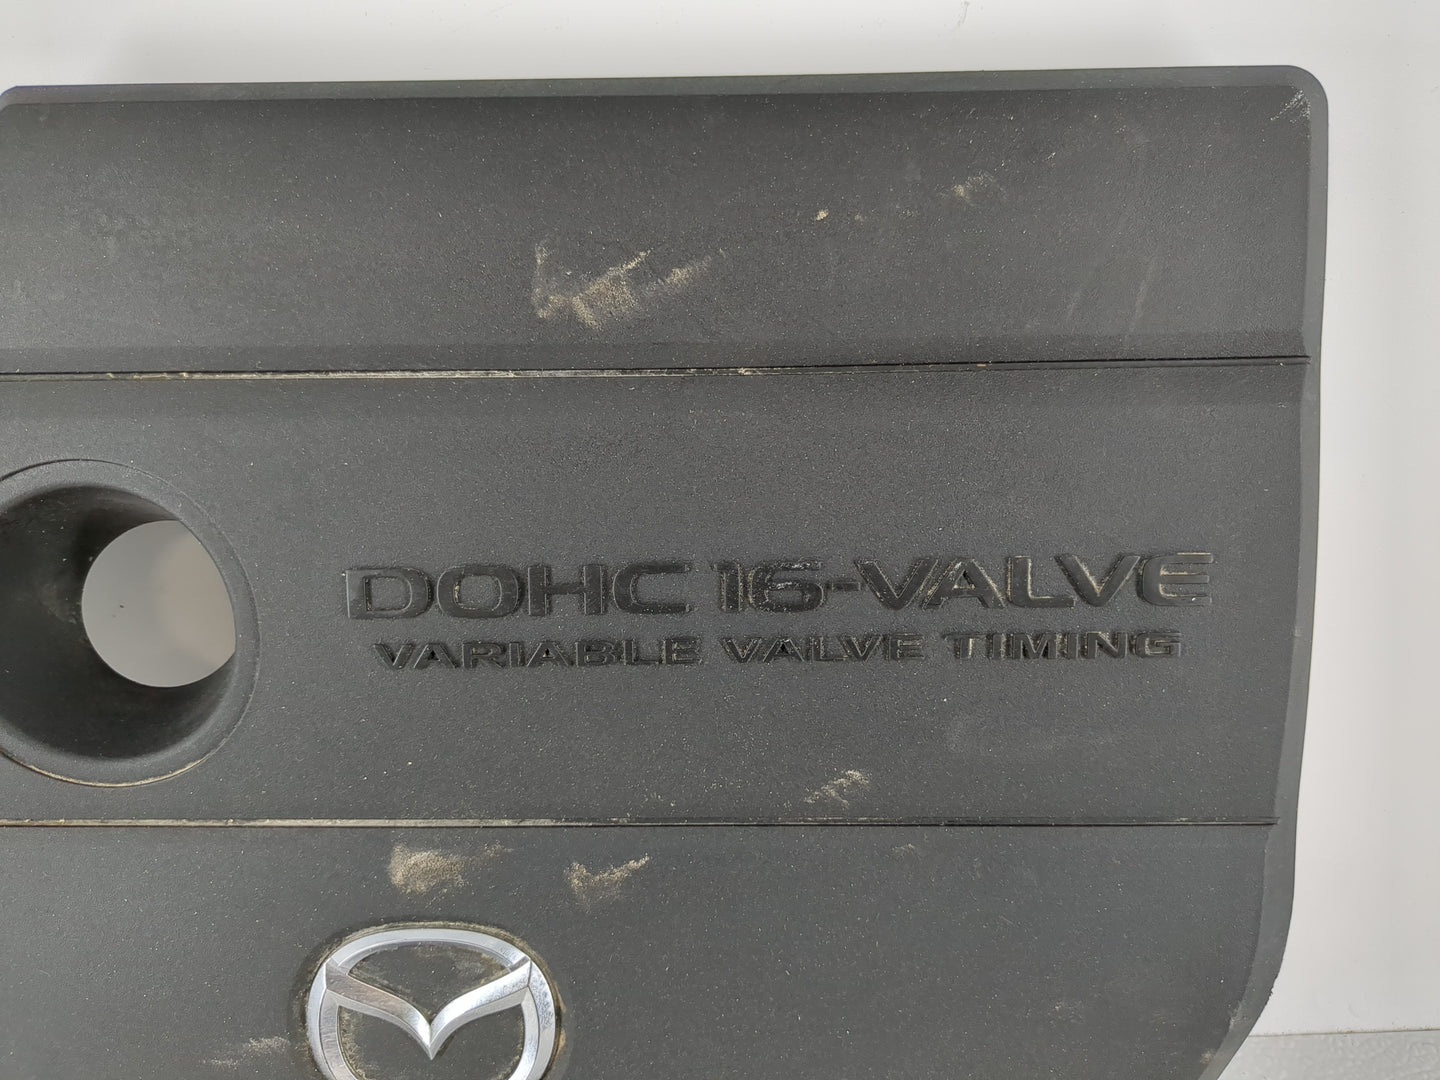 DOHC 16-VALVE
VARIABLE VALVE TIMING